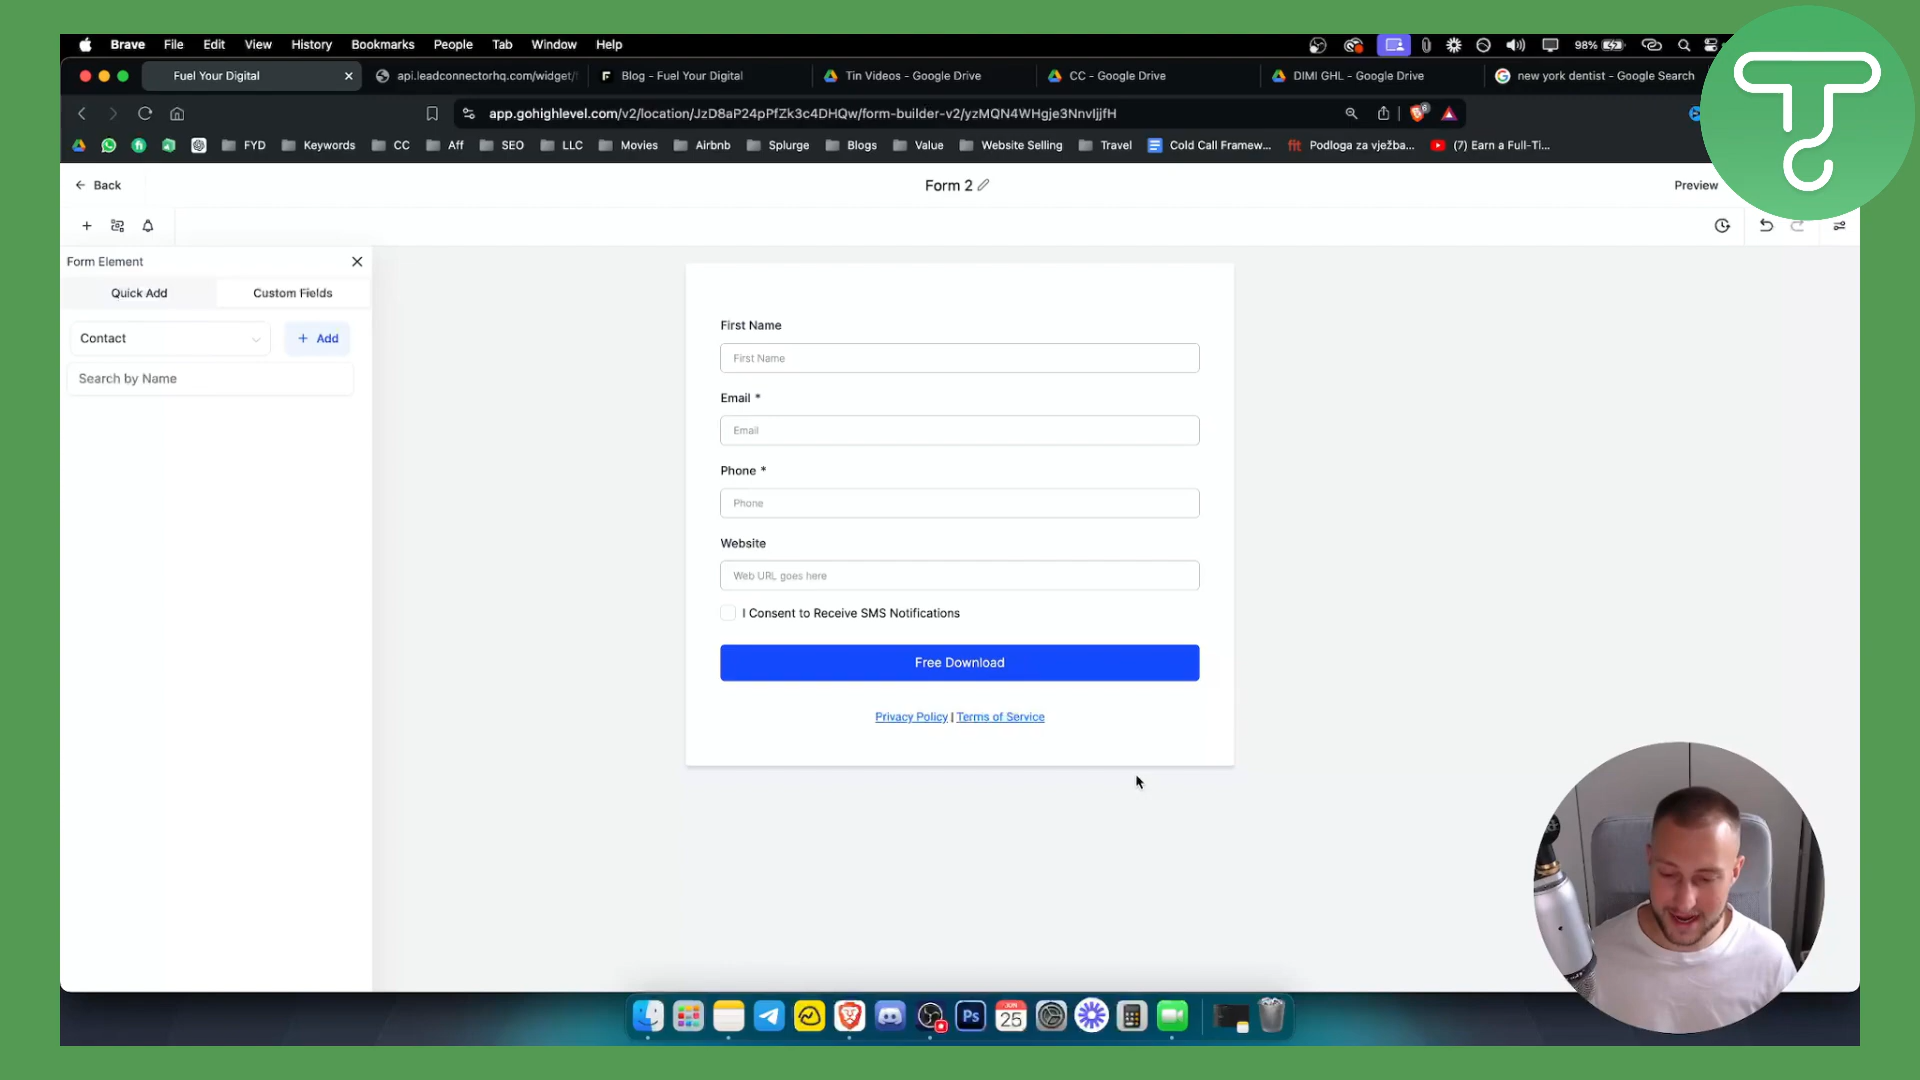 Brave File Edit View History Bookmarks People Tab Window Help 98%
Fuel Your Digital api.leadconnectorhq.com/widget/ Blog - Fuel Your Digital Tin Videos - Google Drive CC - Google Drive DIMI GHL - Google Drive new york dentist - Google Search
app.gohighlevel.com/v2/location/JzD8aP24pPfZk3c4DHQw/form-builder-v2/yzMQN4WHgje3NnvIjjfH
FYD Keywords CC Aff SEO LLC Movies Airbnb Splurge Blogs Value Website Selling Travel Cold Call Framew... Podloga za vježba... (7) Earn a Full-Ti...
Back Form 2 Preview
Form Element
Quick Add Custom Fields
Contact + Add
Search by Name
First Name
First Name
Email *
Email
Phone *
Phone
Website
Web URL goes here
I Consent to Receive SMS Notifications
Free Download
Privacy Policy | Terms of Service
Ps JUN 25